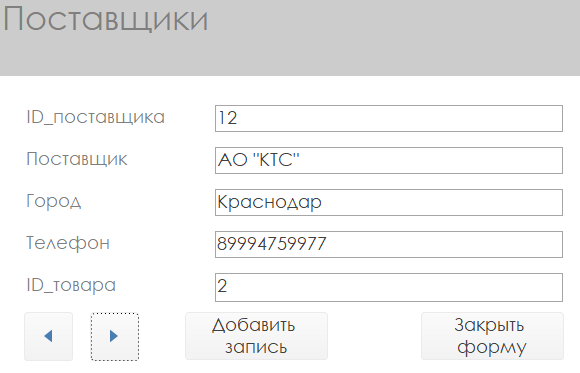 Поставщики
ID_поставщика 12
Поставщик АО "КТС"
Город Краснодар
Телефон 89994759977
ID_товара 2
Добавить Закрыть
запись форму